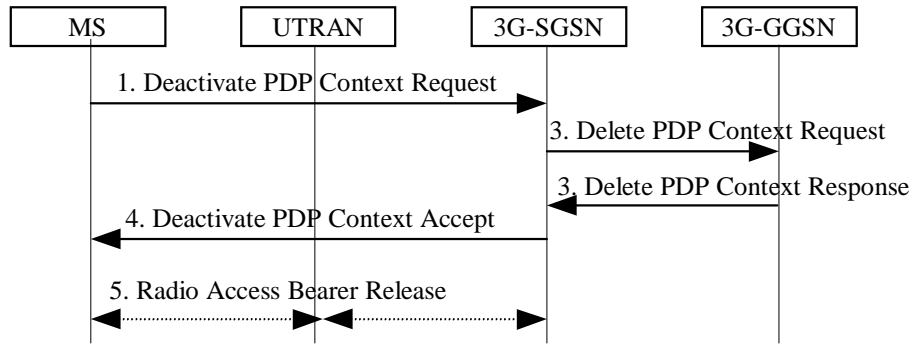 MS
UTRAN
3G-SGSN
3G-GGSN
1. Deactivate PDP Context Request
3. Delete PDP Context Request
3. Delete PDP Context Response
4. Deactivate PDP Context Accept
5. Radio Access Bearer Release